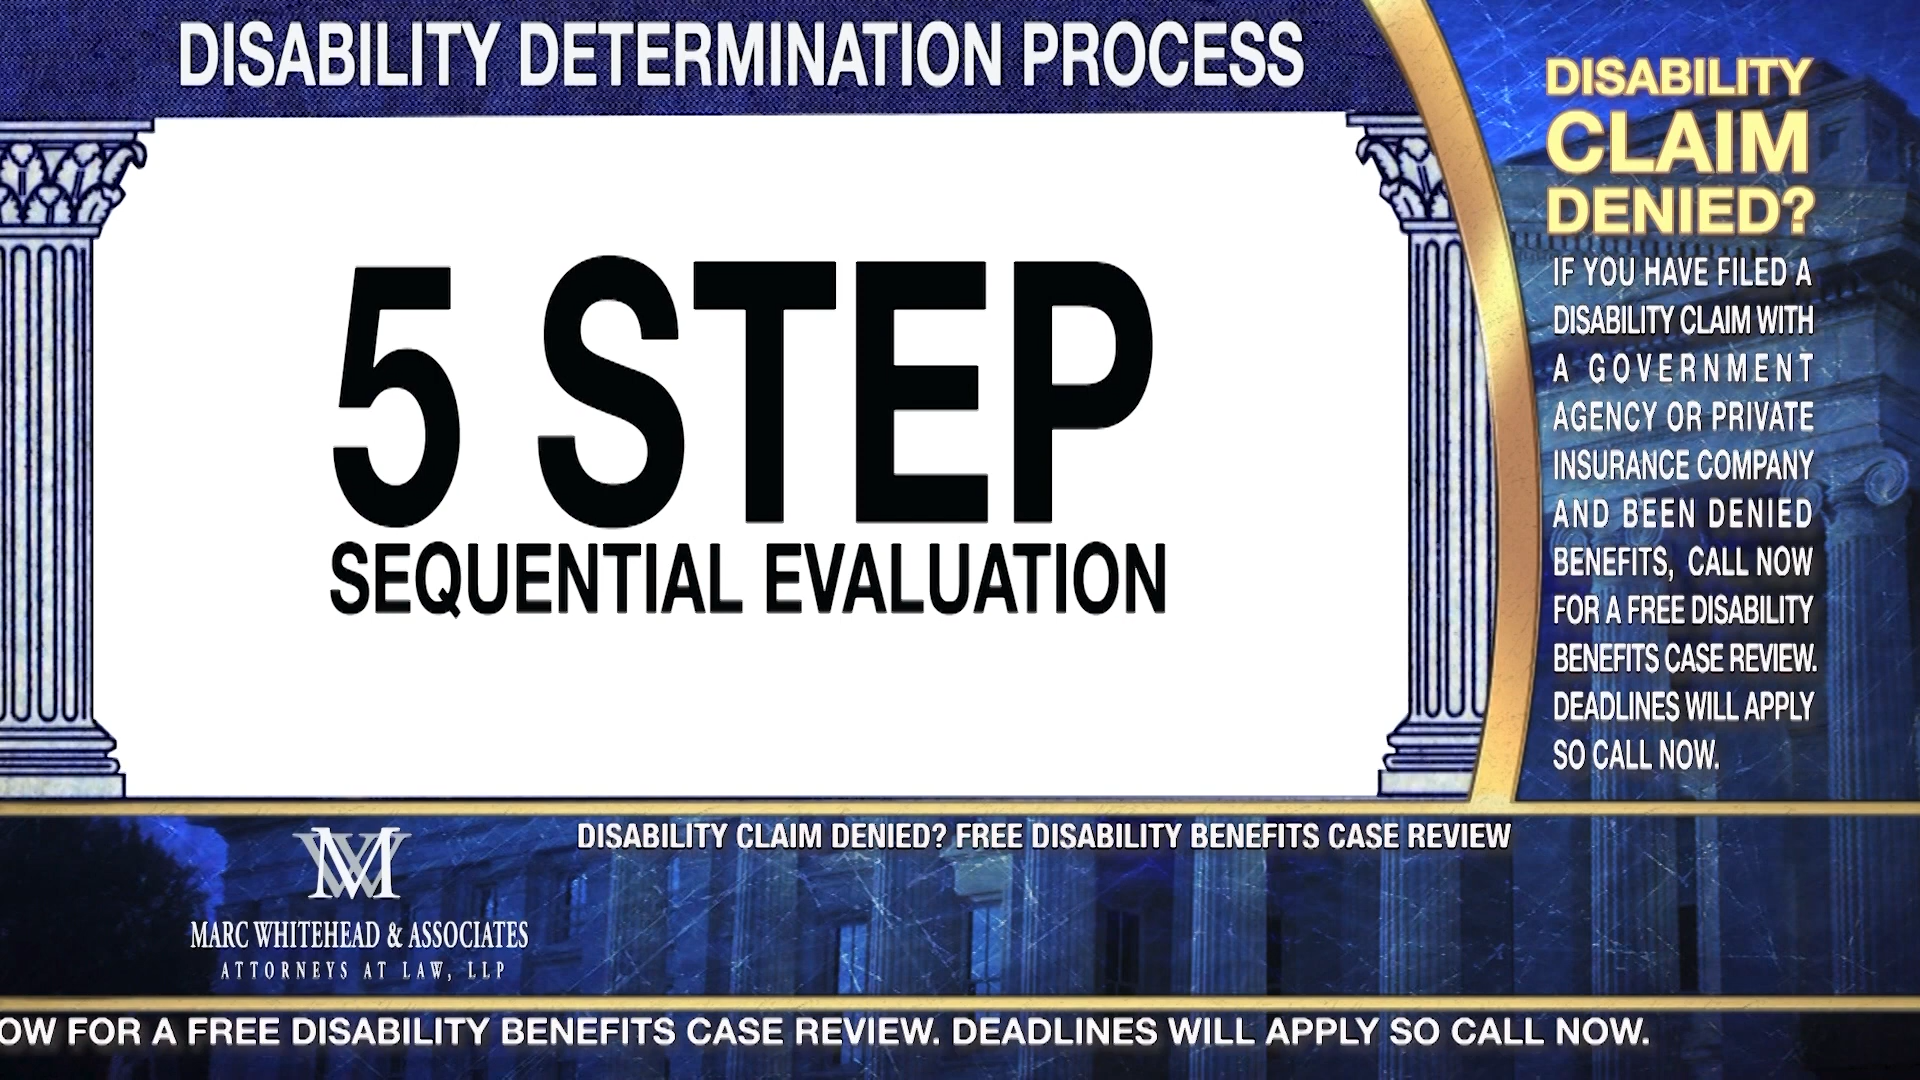 DISABILITY DETERMINATION PROCESS
5 STEP
SEQUENTIAL EVALUATION
DISABILITY
CLAIM
DENIED?
IF YOU HAVE FILED A
DISABILITY CLAIM WITH
A GOVERNMENT
AGENCY OR PRIVATE
INSURANCE COMPANY
AND BEEN DENIED
BENEFITS, CALL NOW
FOR A FREE DISABILITY
BENEFITS CASE REVIEW.
DEADLINES WILL APPLY
SO CALL NOW.
DISABILITY CLAIM DENIED? FREE DISABILITY BENEFITS CASE REVIEW
MW
MARC WHITEHEAD & ASSOCIATES
ATTORNEYS AT LAW, LLP
OW FOR A FREE DISABILITY BENEFITS CASE REVIEW. DEADLINES WILL APPLY SO CALL NOW.